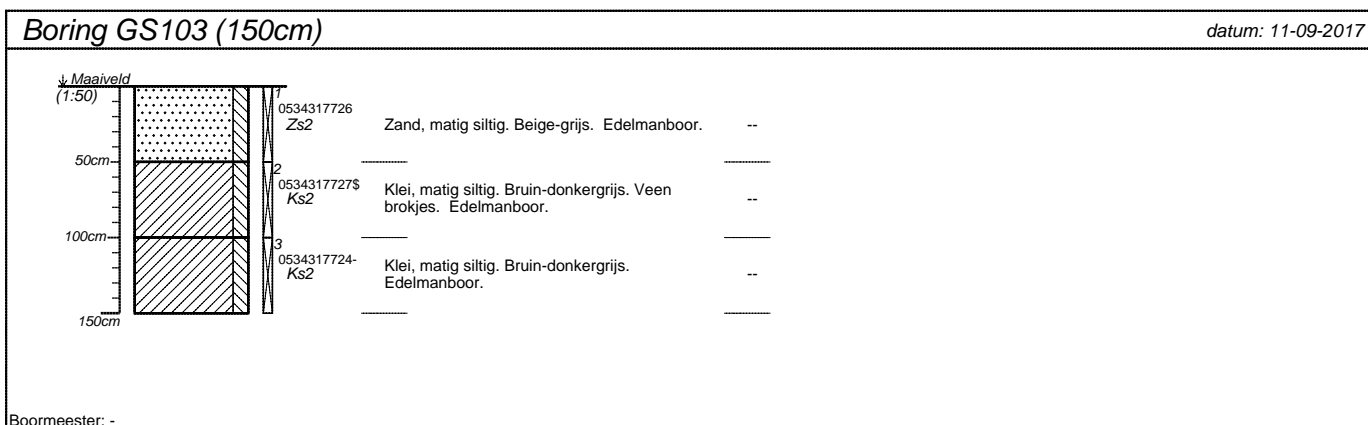 Boring GS103 (150cm)
datum: 11-09-2017
Maaiveld
(1:50)
1
0534317726
Zs2
Zand, matig siltig. Beige-grijs. Edelmanboor.
--
50cm
2
0534317727$
Ks2
Klei, matig siltig. Bruin-donkergrijs. Veen
brokjes. Edelmanboor.
--
100cm
3
0534317724-
Ks2
Klei, matig siltig. Bruin-donkergrijs.
Edelmanboor.
--
150cm
Boormeester: -